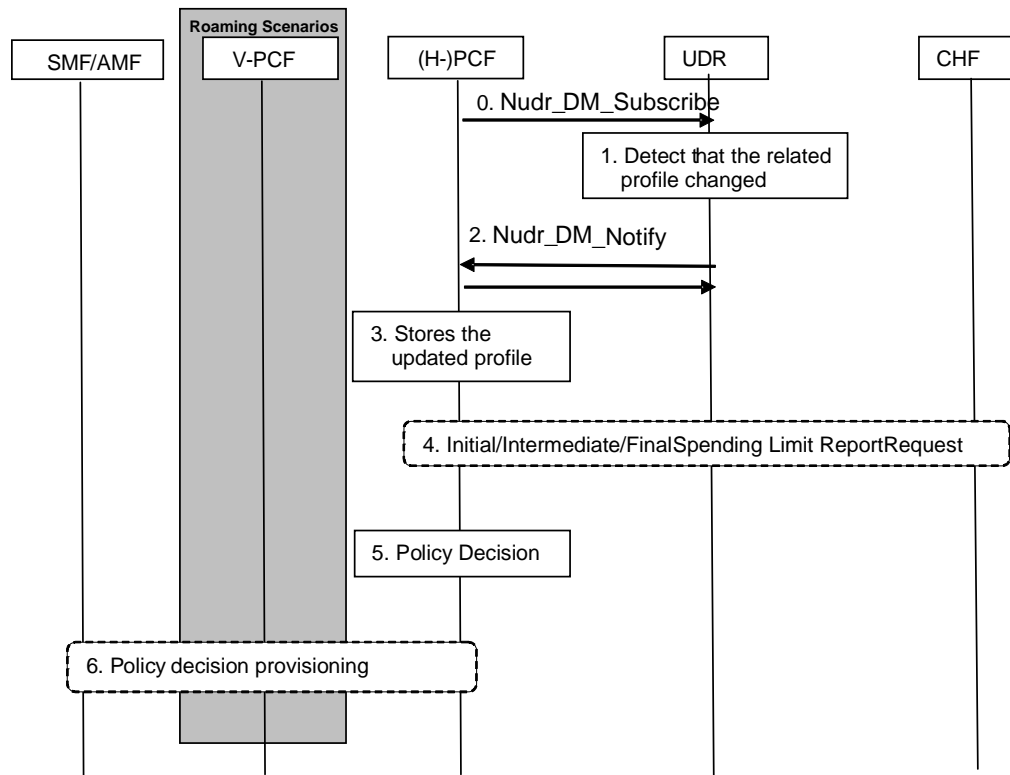 Roaming Scenarios
SMF/AMF
V-PCF
(H-)PCF
UDR
CHF
0. Nudr_DM_Subscribe
1. Detect that the related
profile changed
2. Nudr_DM_Notify
3. Stores the
updated profile
4. Initial/Intermediate/FinalSpending Limit ReportRequest
5. Policy Decision
6. Policy decision provisioning